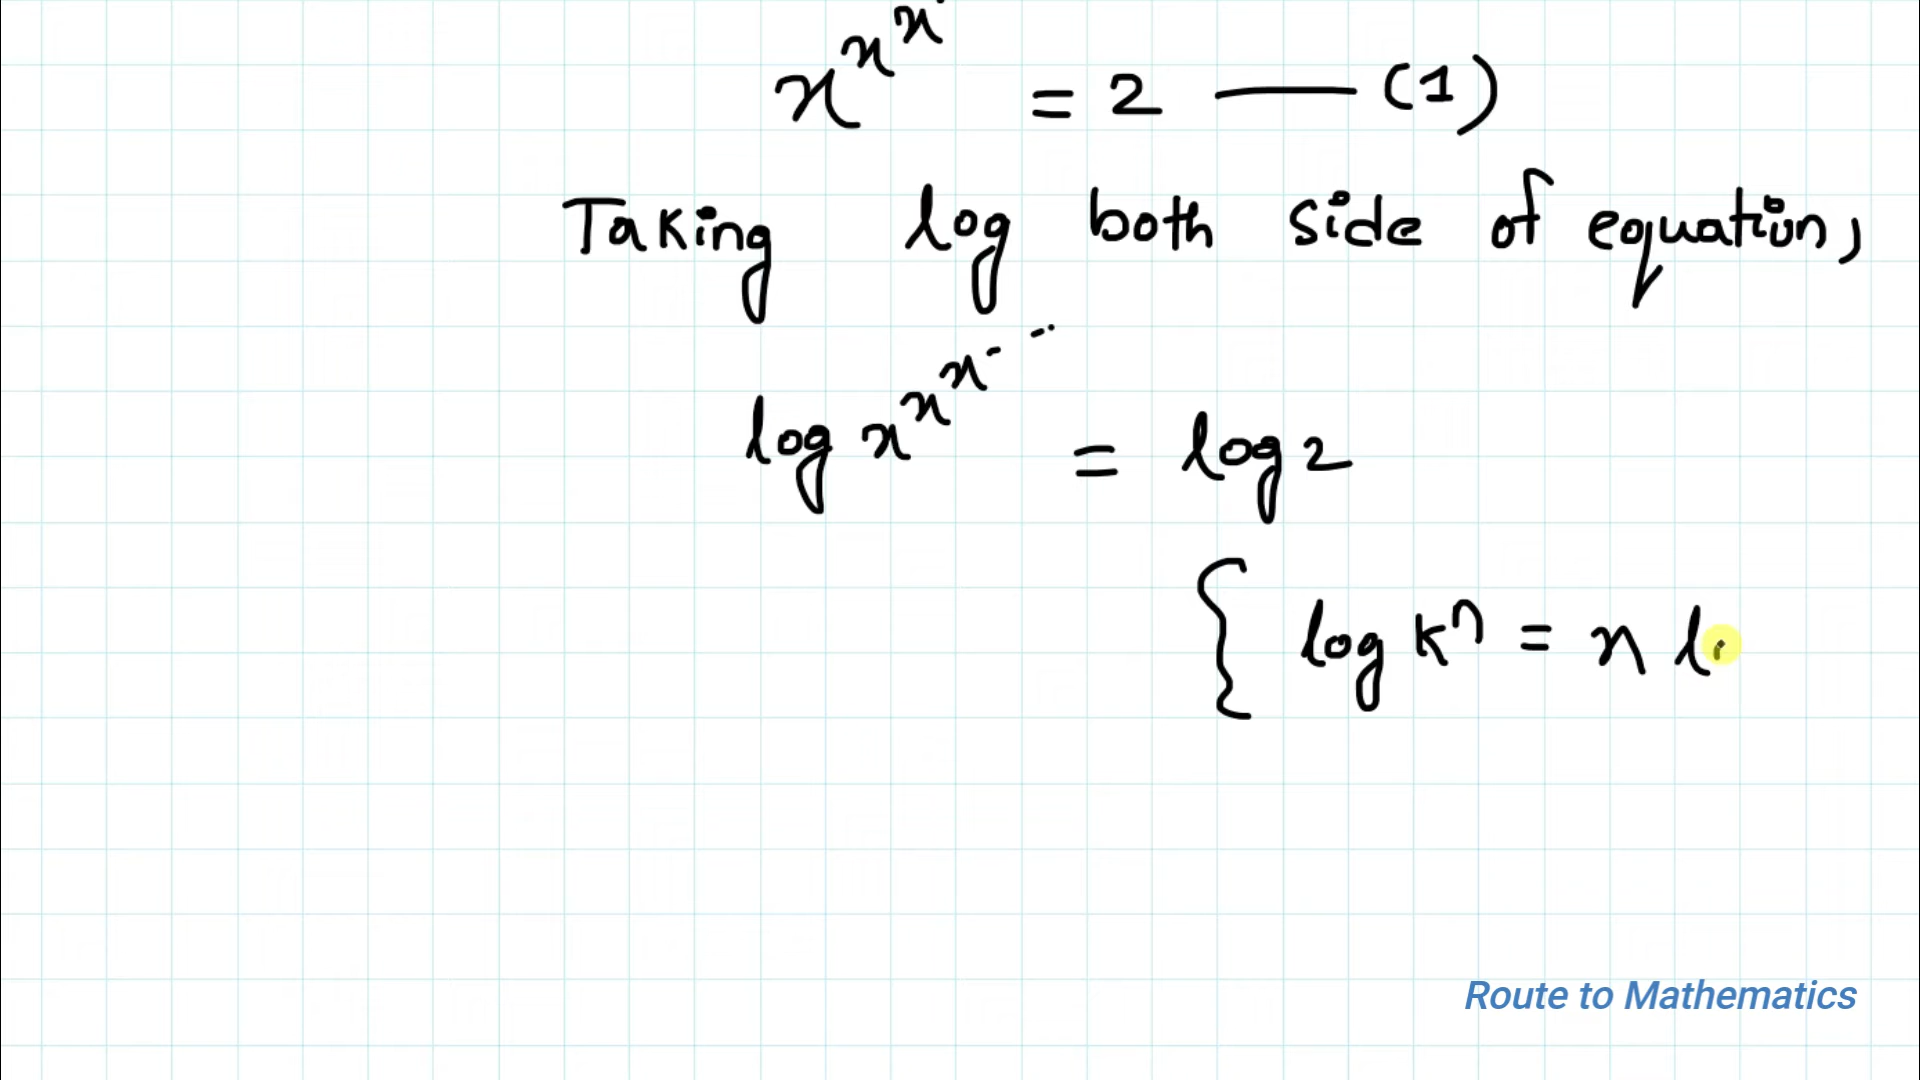 x^x^x^. = 2 —— (1)
Taking log both side of equation,
log x^x^x^... = log 2
{ log k^n = n l
Route to Mathematics